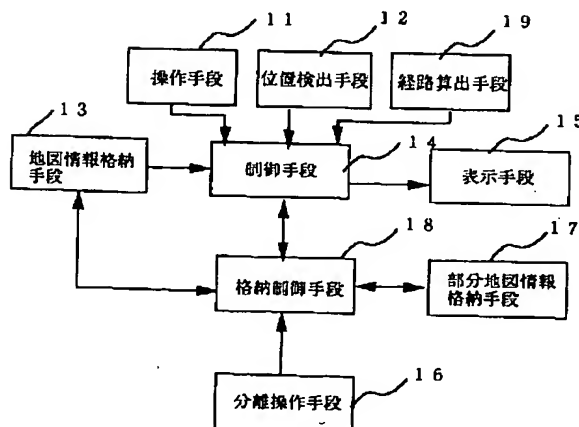 11
12
19
操作手段
位置検出手段
経路算出手段
13
15
地図情報格納
手段
制御手段
14
表示手段
18
17
格納制御手段
部分地図情報
格納手段
16
分離操作手段